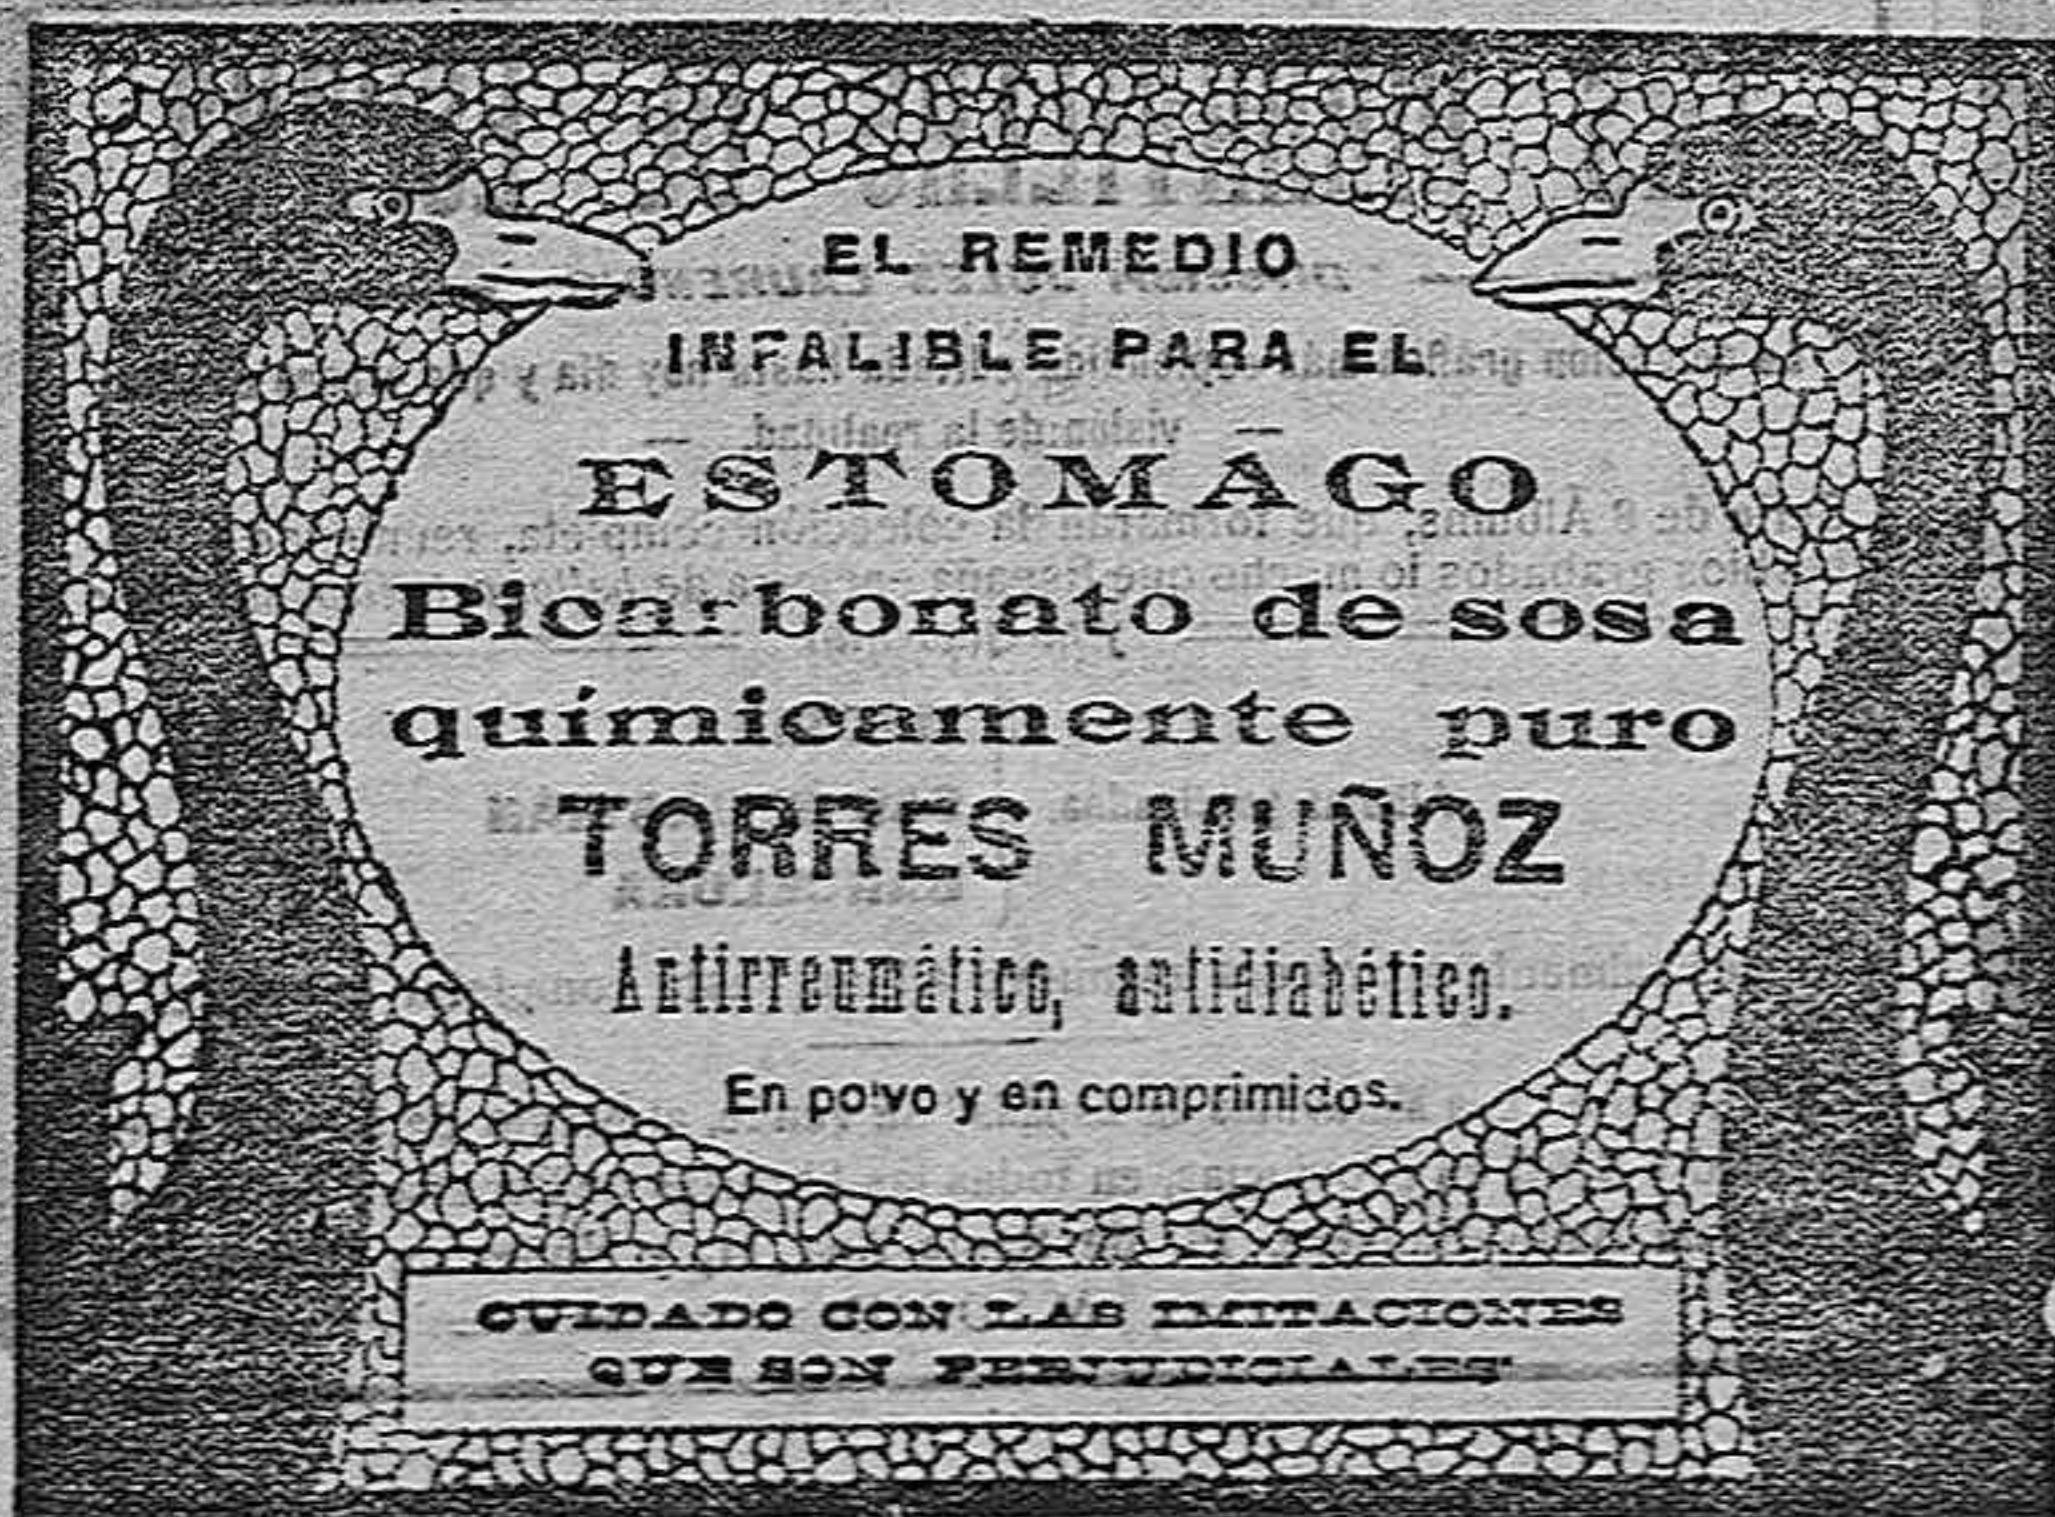 EL REMEDIO
INFALIBLE PARA EL
ESTOMAGO
Bicarbonato de sosa
químicamente puro
TORRES MUÑOZ
Antirreumático, antidiabético.
En polvo y en comprimidos.
CUIDADO CON LAS IMITACIONES
QUE SON PERJUDICIALES